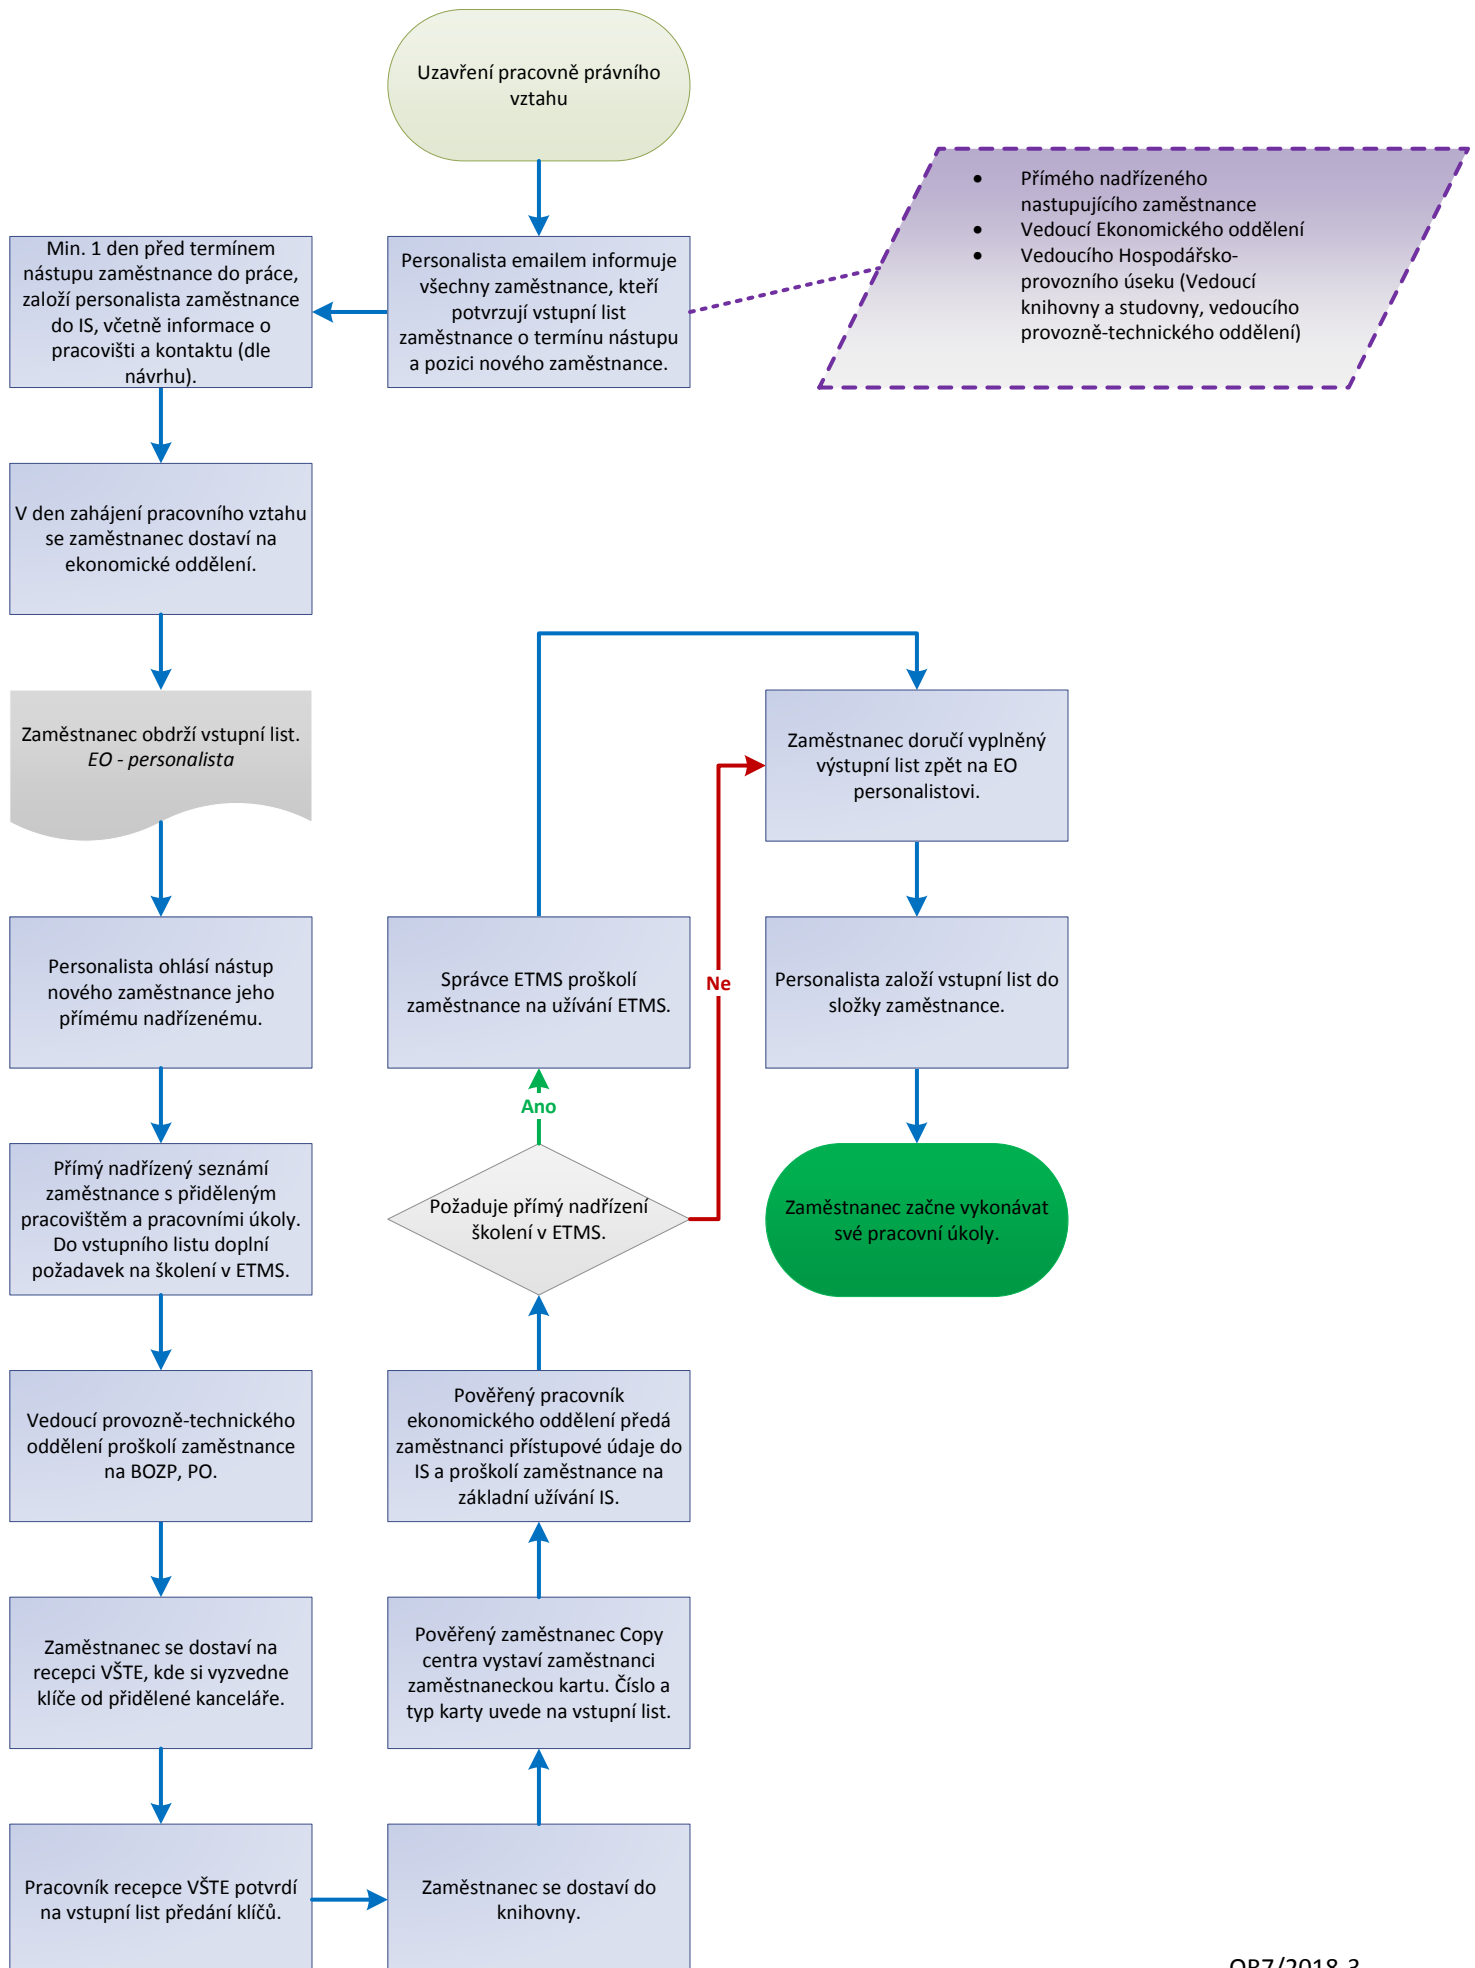 Uzavření pracovně právního
vztahu
Personalista emailem informuje
všechny zaměstnance, kteří
potvrzují vstupní list
zaměstnance o termínu nástupu
a pozici nového zaměstnance.
• Přímého nadřízeného
nastupujícího zaměstnance
• Vedoucí Ekonomického oddělení
• Vedoucího Hospodářsko-
provozního úseku (Vedoucí
knihovny a studovny, vedoucího
provozně-technického oddělení)
Min. 1 den před termínem
nástupu zaměstnance do práce,
založí personalista zaměstnance
do IS, včetně informace o
pracovišti a kontaktu (dle
návrhu).
V den zahájení pracovního vztahu
se zaměstnanec dostaví na
ekonomické oddělení.
Zaměstnanec obdrží vstupní list.
EO - personalista
Personalista ohlásí nástup
nového zaměstnance jeho
přímému nadřízenému.
Přímý nadřízený seznámí
zaměstnance s přiděleným
pracovištěm a pracovními úkoly.
Do vstupního listu doplní
požadavek na školení v ETMS.
Vedoucí provozně-technického
oddělení proškolí zaměstnance
na BOZP, PO.
Zaměstnanec se dostaví na
recepci VŠTE, kde si vyzvedne
klíče od přidělené kanceláře.
Pracovník recepce VŠTE potvrdí
na vstupní list předání klíčů.
Zaměstnanec se dostaví do
knihovny.
Pověřený zaměstnanec Copy
centra vystaví zaměstnanci
zaměstnaneckou kartu. Číslo a
typ karty uvede na vstupní list.
Pověřený pracovník
ekonomického oddělení předá
zaměstnanci přístupové údaje do
IS a proškolí zaměstnance na
základní užívání IS.
Požaduje přímý nadřízení
školení v ETMS.
Ano
Ne
Správce ETMS proškolí
zaměstnance na užívání ETMS.
Zaměstnanec doručí vyplněný
výstupní list zpět na EO
personalistovi.
Personalista založí vstupní list do
složky zaměstnance.
Zaměstnanec začne vykonávat
své pracovní úkoly.